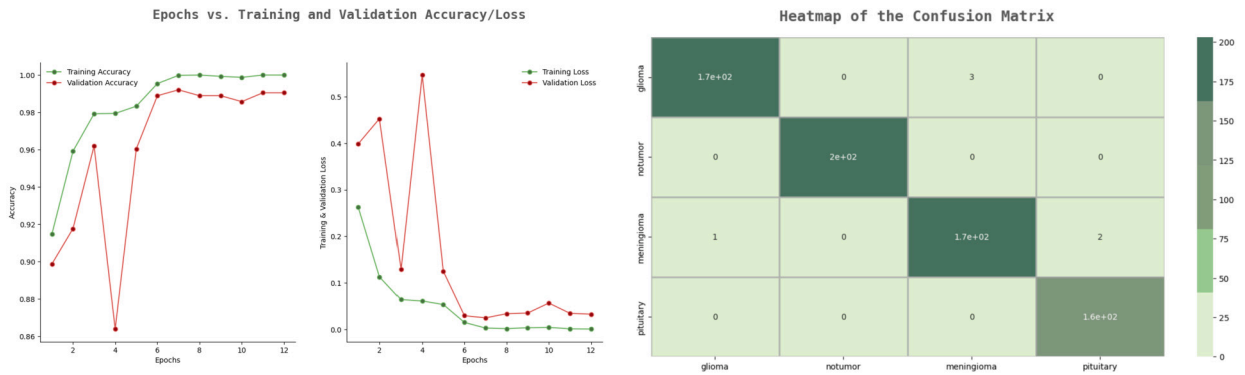 Epochs vs. Training and Validation Accuracy/Loss
Training Accuracy
Validation Accuracy
1.00
0.98
0.96
0.94
0.92
0.90
0.88
0.86
Accuracy
2 4 6 8 10 12
Epochs
Training Loss
Validation Loss
0.5
0.4
0.3
0.2
0.1
0.0
Training & Validation Loss
2 4 6 8 10 12
Epochs
Heatmap of the Confusion Matrix
glioma 1.7e+02 0 3 0
notumor 0 2e+02 0 0
meningioma 1 0 1.7e+02 2
pituitary 0 0 0 1.6e+02
glioma notumor meningioma pituitary
200
175
150
125
100
75
50
25
0